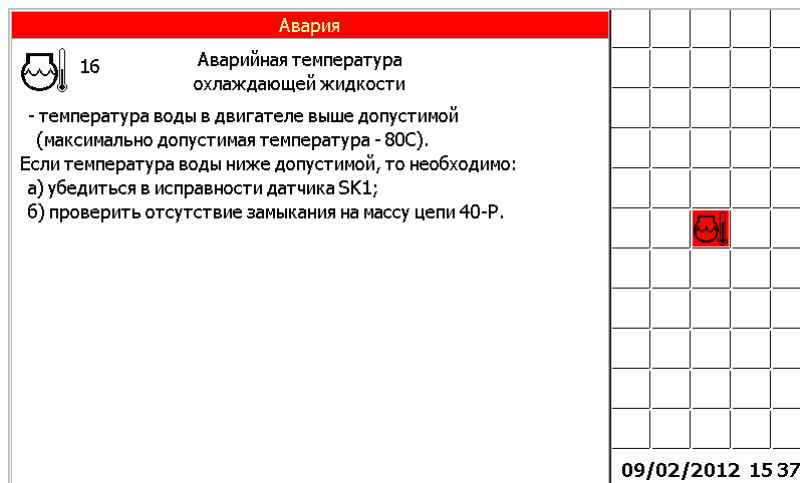 Авария
16
Аварийная температура
охлаждающей жидкости
- температура воды в двигателе выше допустимой
(максимально допустимая температура - 80С).
Если температура воды ниже допустимой, то необходимо:
а) убедиться в исправности датчика SK1;
б) проверить отсутствие замыкания на массу цепи 40-Р.
09/02/2012 15 37